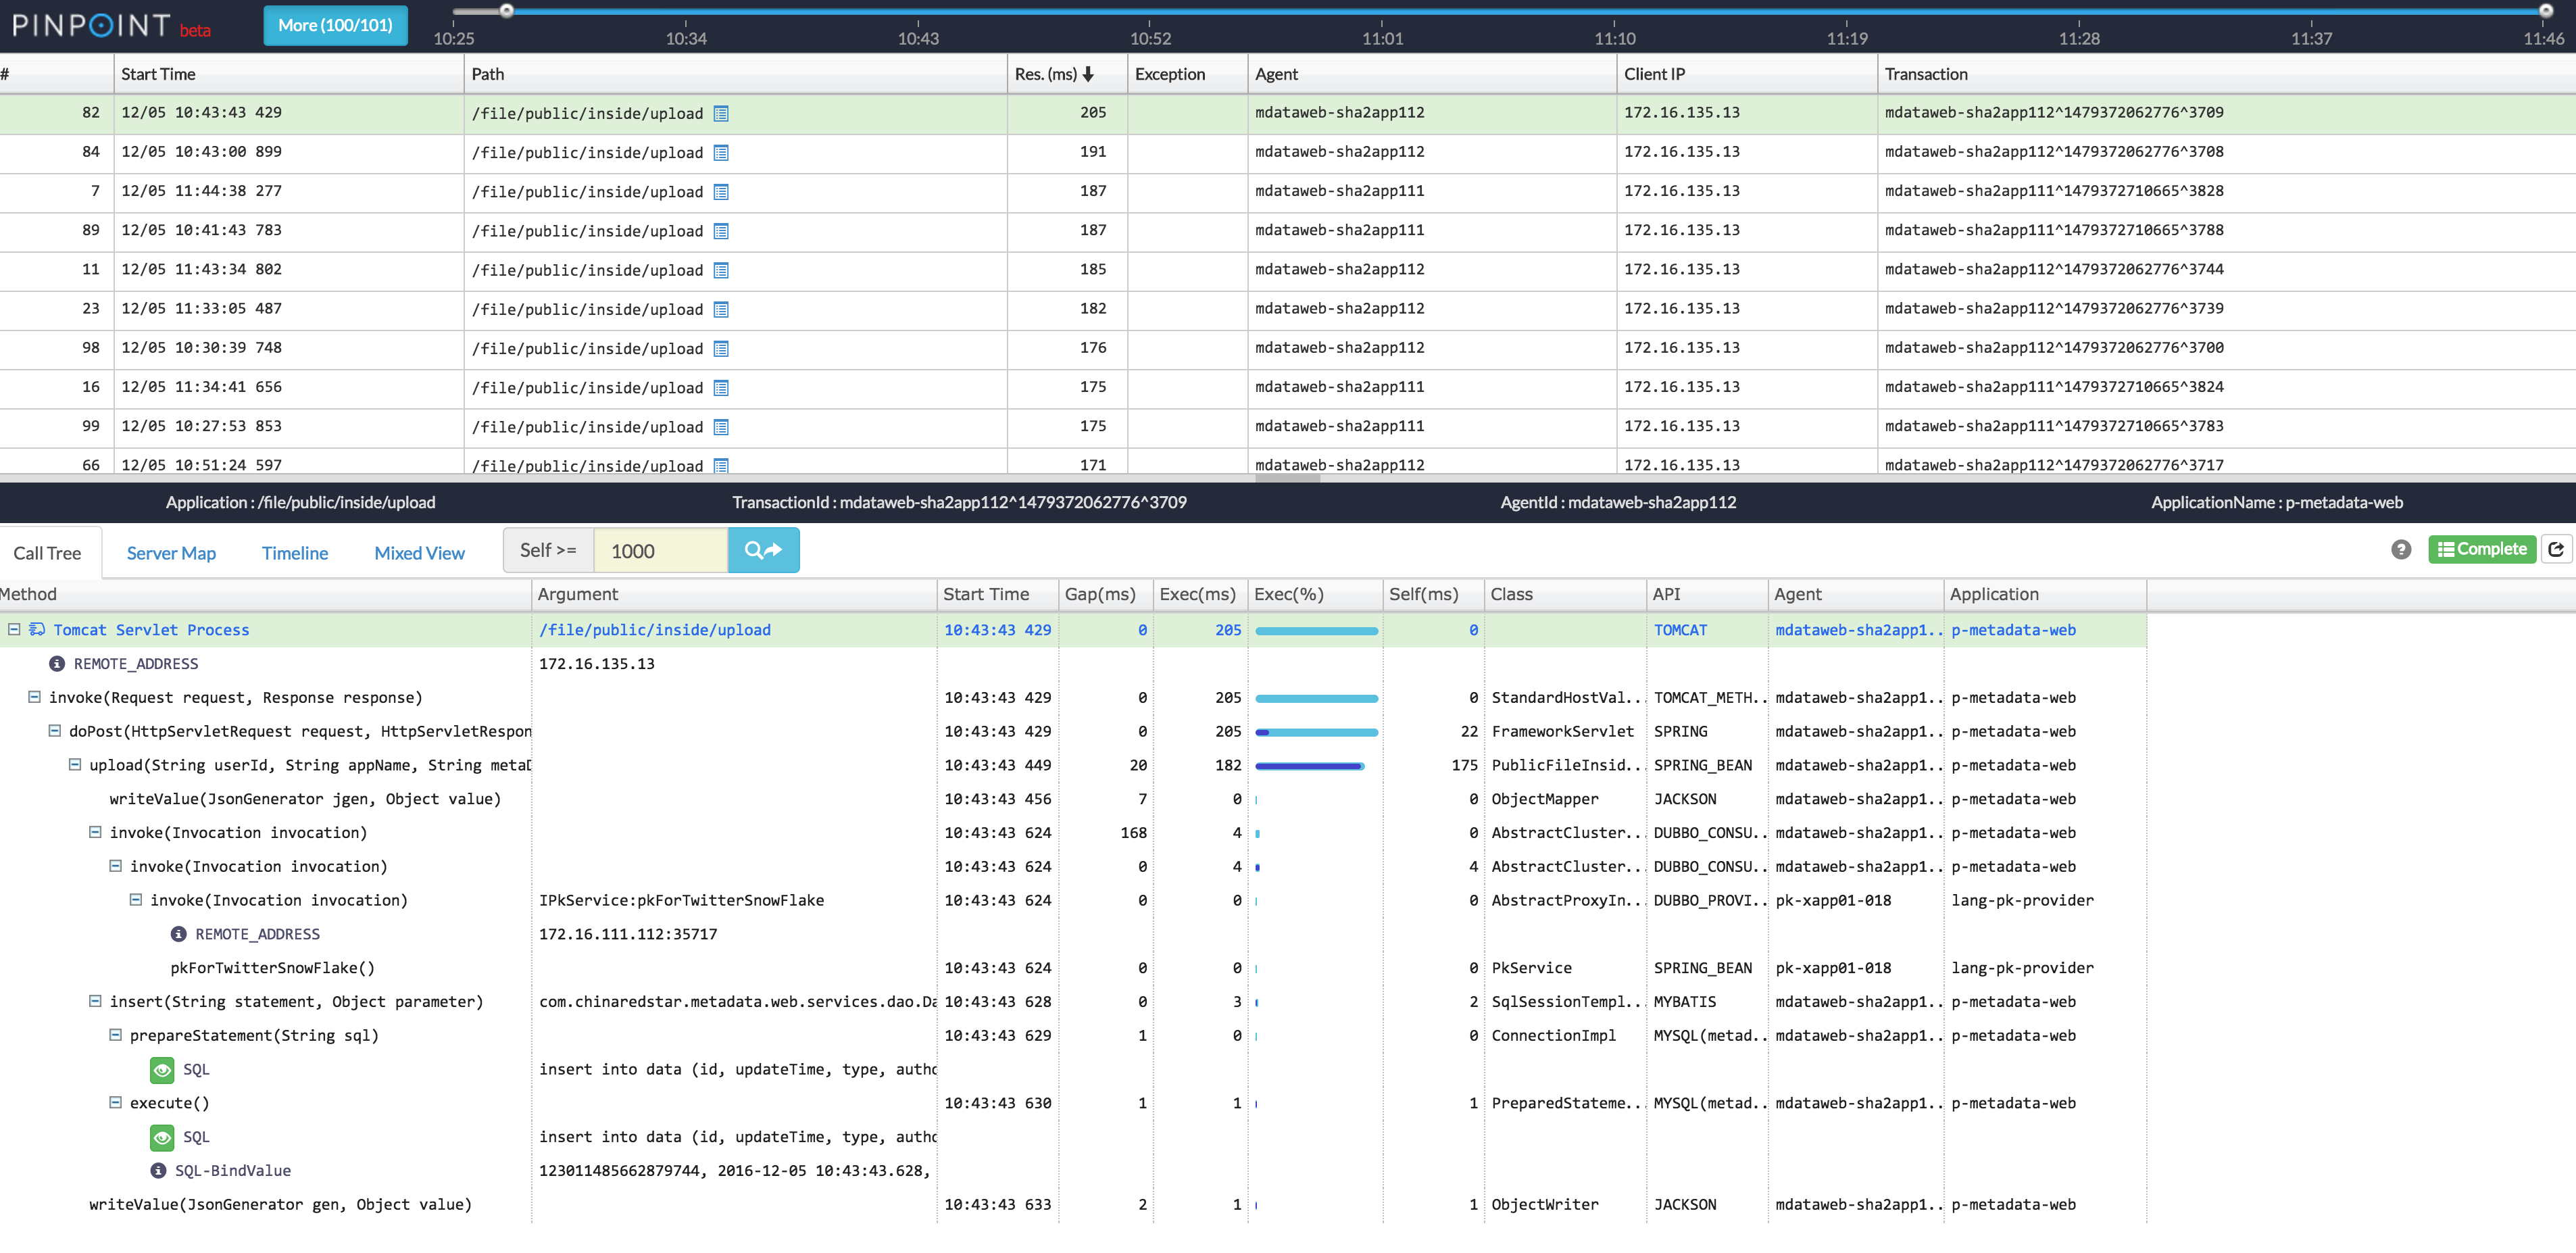 PINPOINT beta More (100/101)
10:25 10:34 10:43 10:52 11:01 11:10 11:19 11:28 11:37 11:46
# Start Time Path Res. (ms) Exception Agent Client IP Transaction
82 12/05 10:43:43 429 /file/public/inside/upload 205 mdataweb-sha2app112 172.16.135.13 mdataweb-sha2app112^1479372062776^3709
84 12/05 10:43:00 899 /file/public/inside/upload 191 mdataweb-sha2app112 172.16.135.13 mdataweb-sha2app112^1479372062776^3708
7 12/05 11:44:38 277 /file/public/inside/upload 187 mdataweb-sha2app111 172.16.135.13 mdataweb-sha2app111^1479372710665^3828
89 12/05 10:41:43 783 /file/public/inside/upload 187 mdataweb-sha2app111 172.16.135.13 mdataweb-sha2app111^1479372710665^3788
11 12/05 11:43:34 802 /file/public/inside/upload 185 mdataweb-sha2app112 172.16.135.13 mdataweb-sha2app112^1479372062776^3744
23 12/05 11:33:05 487 /file/public/inside/upload 182 mdataweb-sha2app112 172.16.135.13 mdataweb-sha2app112^1479372062776^3739
98 12/05 10:30:39 748 /file/public/inside/upload 176 mdataweb-sha2app112 172.16.135.13 mdataweb-sha2app112^1479372062776^3700
16 12/05 11:34:41 656 /file/public/inside/upload 175 mdataweb-sha2app111 172.16.135.13 mdataweb-sha2app111^1479372710665^3824
99 12/05 10:27:53 853 /file/public/inside/upload 175 mdataweb-sha2app111 172.16.135.13 mdataweb-sha2app111^1479372710665^3783
66 12/05 10:51:24 597 /file/public/inside/upload 171 mdataweb-sha2app112 172.16.135.13 mdataweb-sha2app112^1479372062776^3717
Application : /file/public/inside/upload TransactionId : mdataweb-sha2app112^1479372062776^3709 AgentId : mdataweb-sha2app112 ApplicationName : p-metadata-web
Call Tree Server Map Timeline Mixed View Self >= 1000 ? Complete
Method Argument Start Time Gap(ms) Exec(ms) Exec(%) Self(ms) Class API Agent Application
Tomcat Servlet Process /file/public/inside/upload 10:43:43 429 0 205 0 TOMCAT mdataweb-sha2app1.. p-metadata-web
REMOTE_ADDRESS 172.16.135.13
invoke(Request request, Response response) 10:43:43 429 0 205 0 StandardHostVal... TOMCAT_METH.. mdataweb-sha2app1.. p-metadata-web
doPost(HttpServletRequest request, HttpServletRespon 10:43:43 429 0 205 22 FrameworkServlet SPRING mdataweb-sha2app1.. p-metadata-web
upload(String userId, String appName, String metaD 10:43:43 449 20 182 175 PublicFileInsid.. SPRING_BEAN mdataweb-sha2app1.. p-metadata-web
writeValue(JsonGenerator jgen, Object value) 10:43:43 456 7 0 0 ObjectMapper JACKSON mdataweb-sha2app1.. p-metadata-web
invoke(Invocation invocation) 10:43:43 624 168 4 0 AbstractCluster... DUBBO_CONSU.. mdataweb-sha2app1.. p-metadata-web
invoke(Invocation invocation) 10:43:43 624 0 4 4 AbstractCluster... DUBBO_CONSU.. mdataweb-sha2app1.. p-metadata-web
invoke(Invocation invocation) IPkService:pkForTwitterSnowFlake 10:43:43 624 0 0 0 AbstractProxyIn.. DUBBO_PROVI.. pk-xapp01-018 lang-pk-provider
REMOTE_ADDRESS 172.16.111.112:35717
pkForTwitterSnowFlake() 10:43:43 624 0 0 0 PkService SPRING_BEAN pk-xapp01-018 lang-pk-provider
insert(String statement, Object parameter) com.chinaredstar.metadata.web.services.dao.Da 10:43:43 628 0 3 2 SqlSessionTempl... MYBATIS mdataweb-sha2app1.. p-metadata-web
prepareStatement(String sql) 10:43:43 629 1 0 0 ConnectionImpl MYSQL(metad.. mdataweb-sha2app1.. p-metadata-web
SQL insert into data (id, updateTime, type, autho
execute() 10:43:43 630 1 1 1 PreparedStateme... MYSQL(metad.. mdataweb-sha2app1.. p-metadata-web
SQL insert into data (id, updateTime, type, autho
SQL-BindValue 123011485662879744, 2016-12-05 10:43:43.628,
writeValue(JsonGenerator gen, Object value) 10:43:43 633 2 1 1 ObjectWriter JACKSON mdataweb-sha2app1.. p-metadata-web